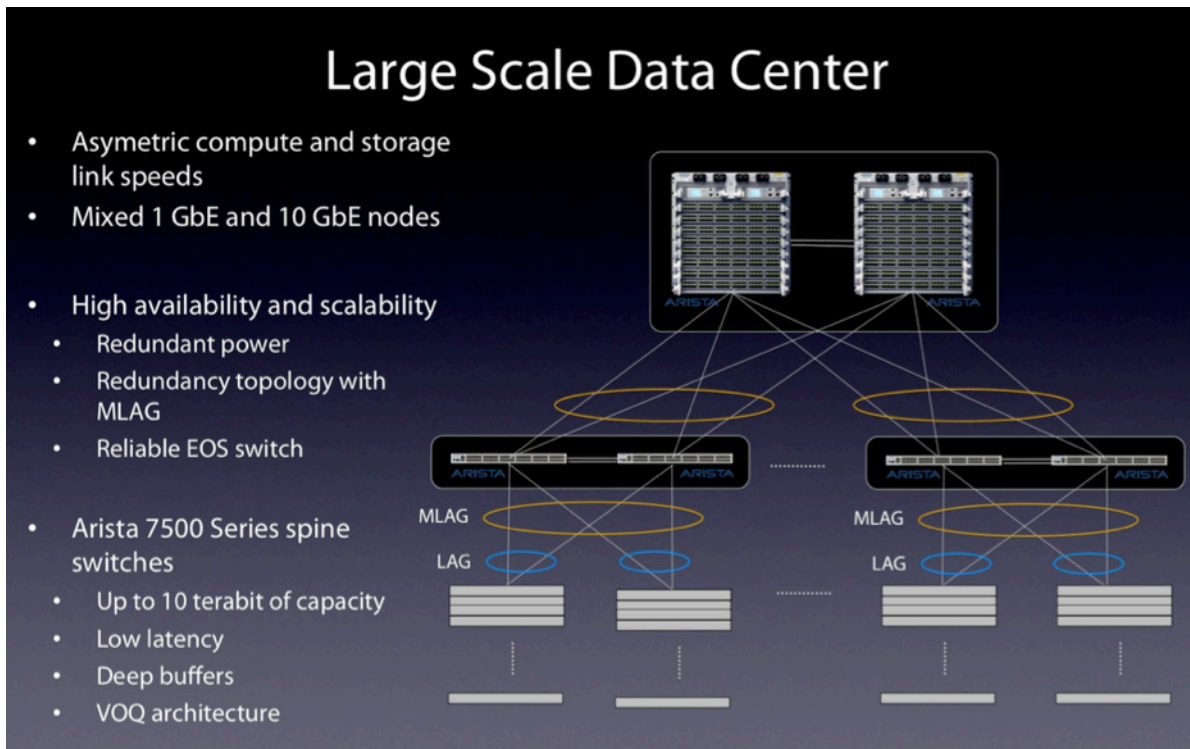 Large Scale Data Center
• Asymetric compute and storage
link speeds
• Mixed 1 GbE and 10 GbE nodes
• High availability and scalability
• Redundant power
• Redundancy topology with
MLAG
• Reliable EOS switch
• Arista 7500 Series spine
switches
• Up to 10 terabit of capacity
• Low latency
• Deep buffers
• VOQ architecture
ARISTA
ARISTA
ARISTA
ARISTA
ARISTA
ARISTA
MLAG
MLAG
LAG
LAG